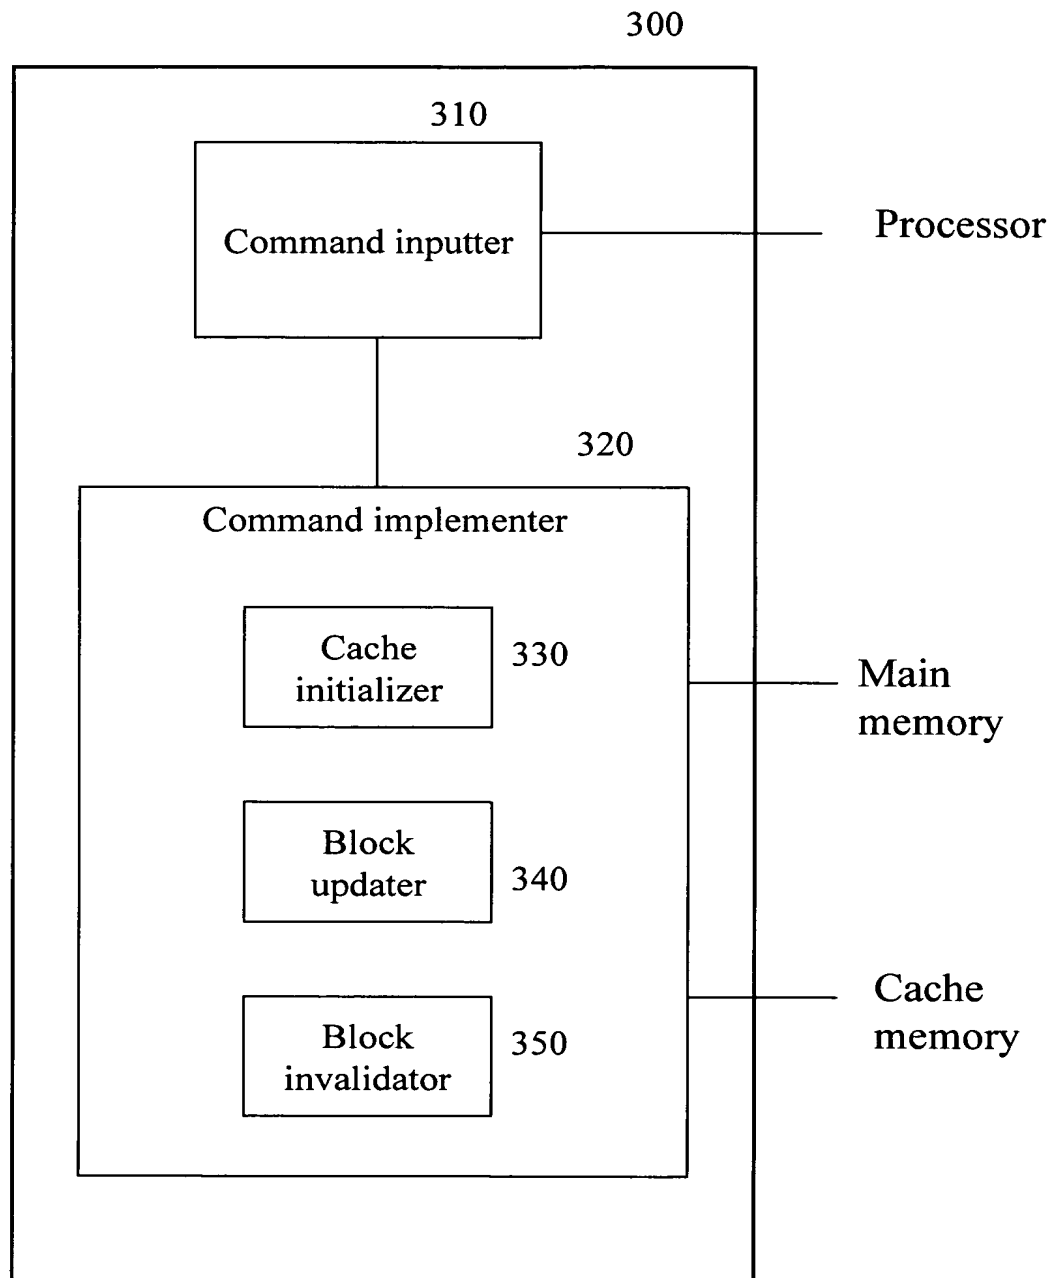 300
310
Command inputter
Processor
320
Command implementer
Cache
initializer
330
Main
memory
Block
updater
340
Cache
memory
Block
invalidator
350